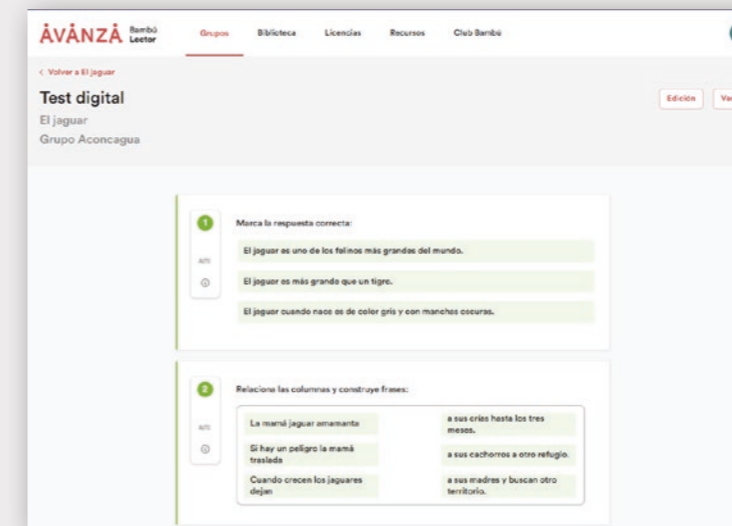 AVANZA Bambú Lector
Grupos Biblioteca Licencias Recursos Club Bambú
< Volver a El jaguar
Test digital
El jaguar
Grupo Aconcagua
Edición
1 Marca la respuesta correcta:
AUTO
El jaguar es uno de los felinos más grandes del mundo.
El jaguar es más grande que un tigre.
El jaguar cuando nace es de color gris y con manchas oscuras.
2 Relaciona las columnas y construye frases:
AUTO
La mamá jaguar amamanta
a sus crías hasta los tres
meses.
Si hay un peligro la mamá
traslada
a sus cachorros a otro refugio.
Cuando crecen los jaguares
dejan
a sus madres y buscan otro
territorio.